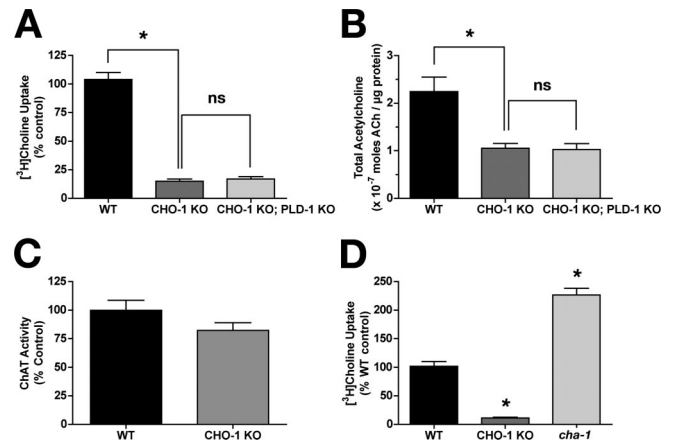 A
[³H]Choline Uptake
(% control)
125
100
75
50
25
0
*
ns
WT
CHO-1 KO
CHO-1 KO; PLD-1 KO
B
Total Acetylcholine
(x 10⁻⁷ moles ACh / µg protein)
3
2
1
0
*
ns
WT
CHO-1 KO
CHO-1 KO; PLD-1 KO
C
ChAT Activity
(% Control)
125
100
75
50
25
0
WT
CHO-1 KO
D
[³H]Choline Uptake
(% WT control)
250
200
150
100
50
0
*
*
WT
CHO-1 KO
cha-1